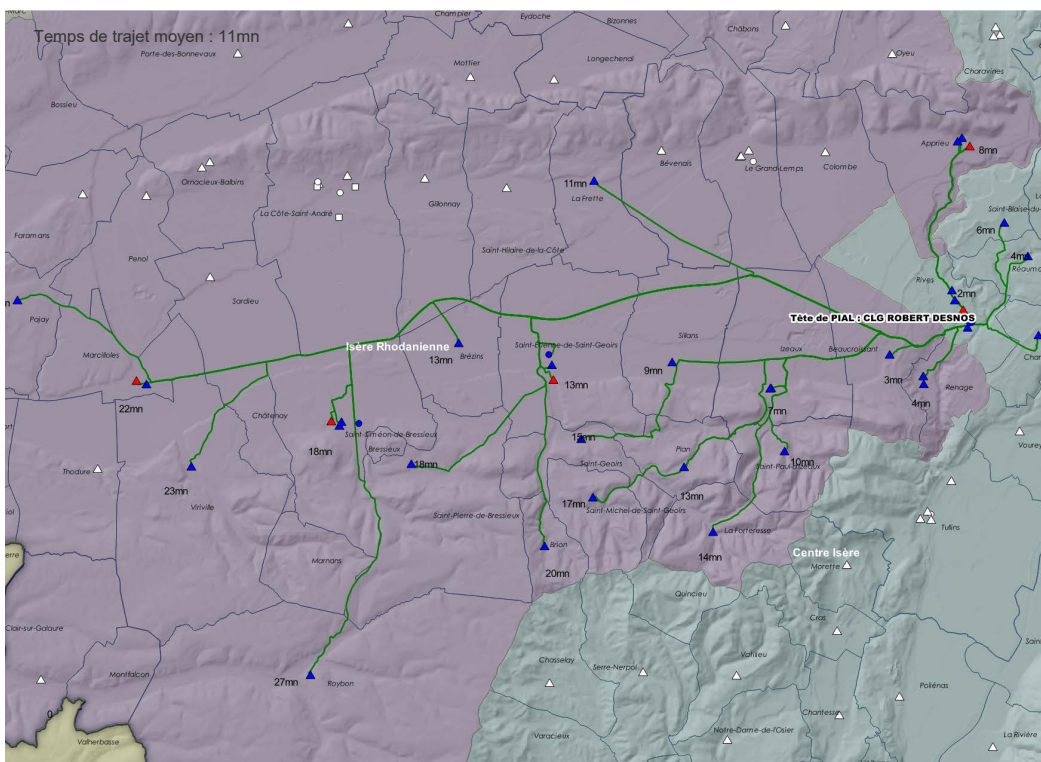 Temps de trajet moyen : 11mn
Champier
Eydoche
Bizonnes
Châbons
Porte-des-Bonnevaux
Mottier
Longechenal
Oyeu
Charavines
Bossieu
Apprieu
8mn
Bévenais
Le Grand-Lemps
Colombe
Ornacieux-Balbins
11mn
La Frette
La Côte-Saint-André
Gillonnay
Saint-Blaise-du-
Faramans
Penol
Saint-Hilaire-de-la-Côte
6mn
4mn
Réaum
Sardieu
Rives
2mn
Pajay
Tête de PIAL : CLG ROBERT DESNOS
Marcilloles
Isère Rhodanienne
13mn
Brézins
Saint-Étienne-de-Saint-Geoirs
Sillans
Izeaux
Beaucroissant
Char
22mn
13mn
9mn
3mn
Renage
7mn
4mn
Châtenay
18mn
Saint-Siméon-de-Bressieux
Bressieux
15mn
Vourey
18mn
Saint-Geoirs
Plan
10mn
Saint-Paul-d'Izeaux
Thodure
23mn
Viriville
13mn
17mn
Saint-Michel-de-Saint-Geoirs
Saint-Pierre-de-Bressieux
La Forteresse
Tullins
Brion
14mn
Centre Isère
Marnans
20mn
Morette
Quincieu
Cras
Clair-sur-Galaure
Chasselay
Serre-Nerpol
Vatilieu
Montfalcon
27mn
Roybon
Poliénas
Chantesse
Valherbasse
Varacieux
Notre-Dame-de-l'Osier
La Rivière